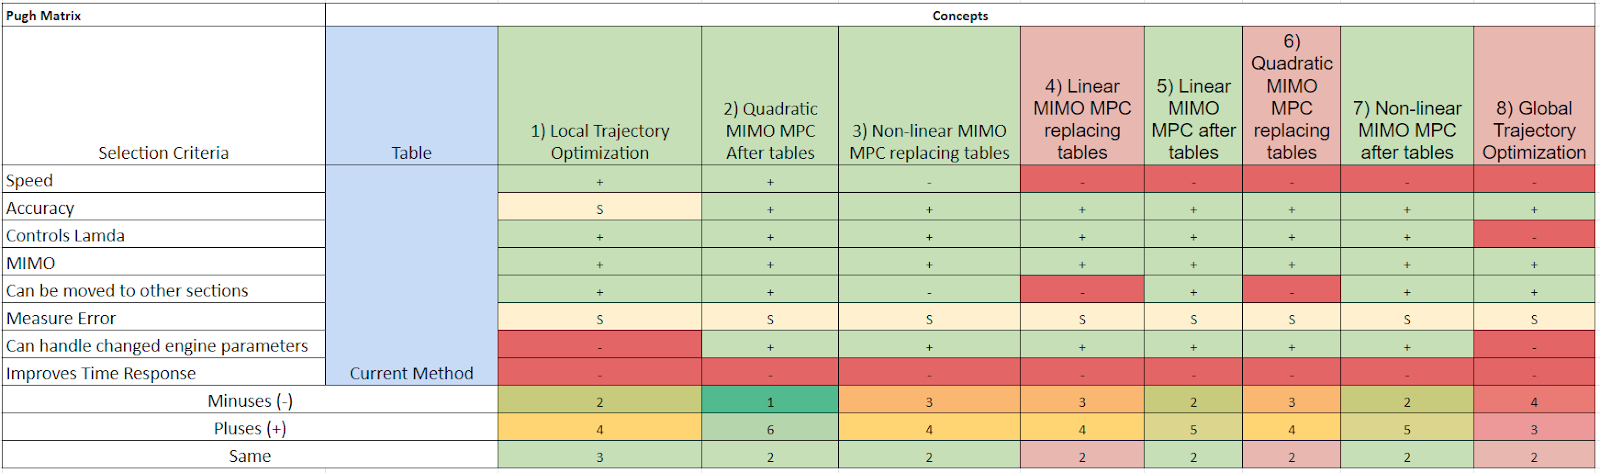 Pugh Matrix Concepts
Selection Criteria Table 1) Local Trajectory Optimization 2) Quadratic MIMO MPC After tables 3) Non-linear MIMO MPC replacing tables 4) Linear MIMO MPC replacing tables 5) Linear MIMO MPC after tables 6) Quadratic MIMO MPC replacing tables 7) Non-linear MIMO MPC after tables 8) Global Trajectory Optimization
Speed + + - - - - - -
Accuracy S + + + + + + +
Controls Lamda + + + + + + + -
MIMO + + + + + + + +
Can be moved to other sections + + - - + - + +
Measure Error S S S S S S S S
Can handle changed engine parameters - + + + + + + -
Improves Time Response Current Method - - - - - - - -
Minuses (-) 2 1 3 3 2 3 2 4
Pluses (+) 4 6 4 4 5 4 5 3
Same 3 2 2 2 2 2 2 2